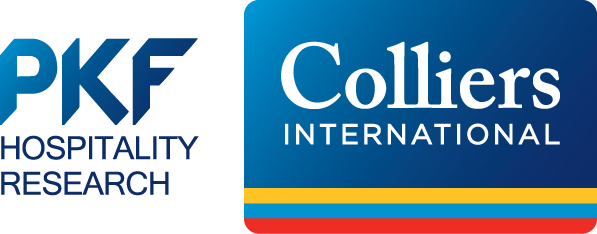 PKF
HOSPITALITY
RESEARCH
Colliers
INTERNATIONAL